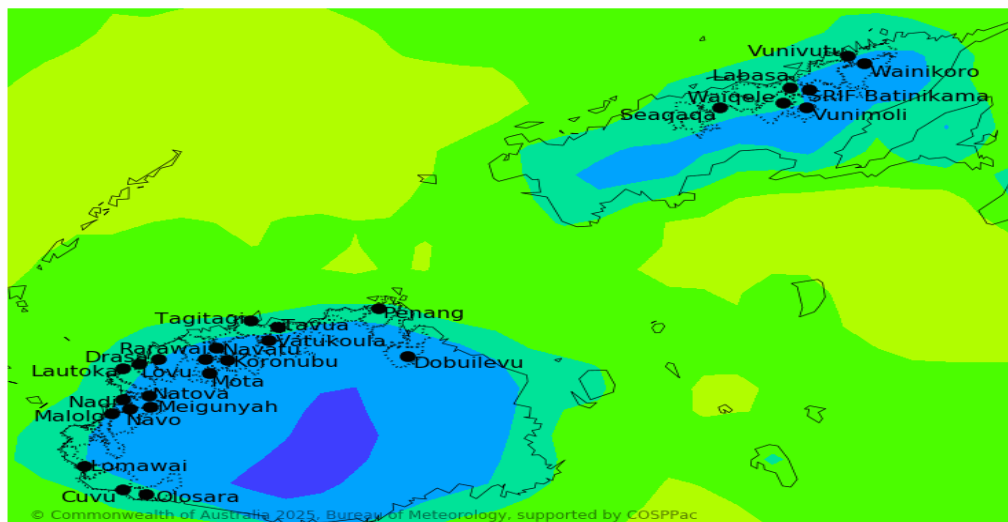 Vunivutu
Wainikoro
Labasa
SRIF Batinikama
Waiqele
Seaqaqa
Vunimoli
Penang
Tagitagi
Tavua
Vatukoula
Rarawai
Navatu
Drasa
Koronubu
Dobuilevu
Lautoka
Lovu
Mota
Natova
Nadi
Meigunyah
Malolo
Navo
Lomawai
Cuvu
Olosara
© Commonwealth of Australia 2025, Bureau of Meteorology, supported by COSPPac